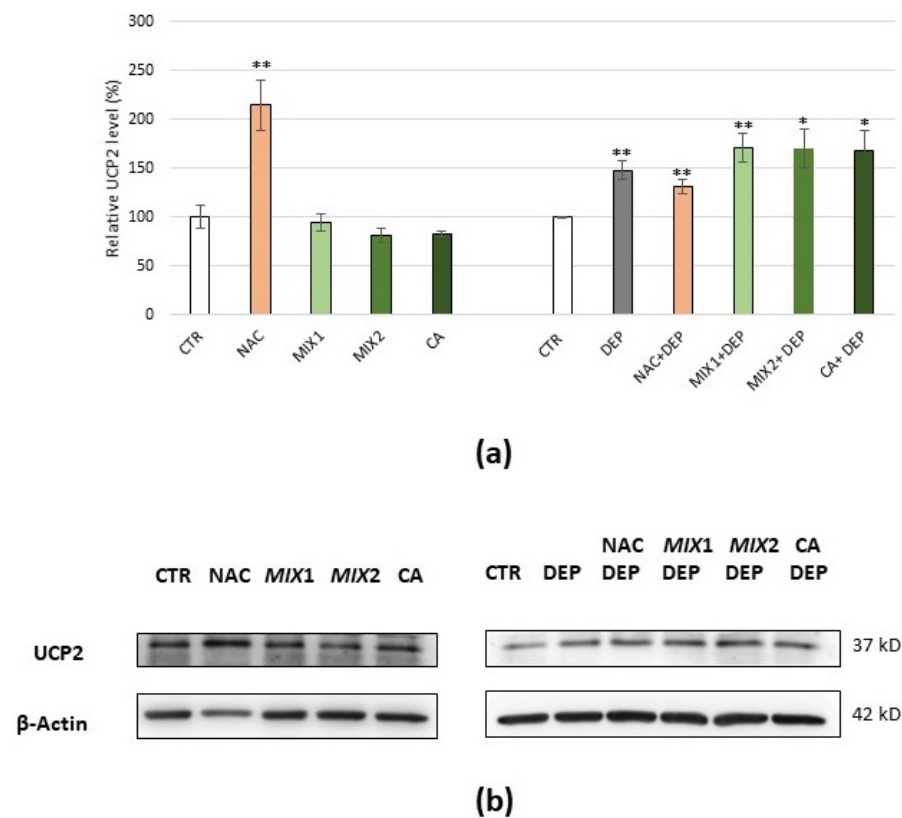 300
250
200
150
100
50
0
Relative UCP2 level (%)
**
**
**
**
*
*
CTR
NAC
MIX1
MIX2
CA
CTR
DEP
NAC+DEP
MIX1+DEP
MIX2+ DEP
CA+ DEP
(a)
CTR NAC MIX1 MIX2 CA
NAC MIX1 MIX2 CA
CTR DEP DEP DEP DEP DEP
UCP2
37 kD
β-Actin
42 kD
(b)